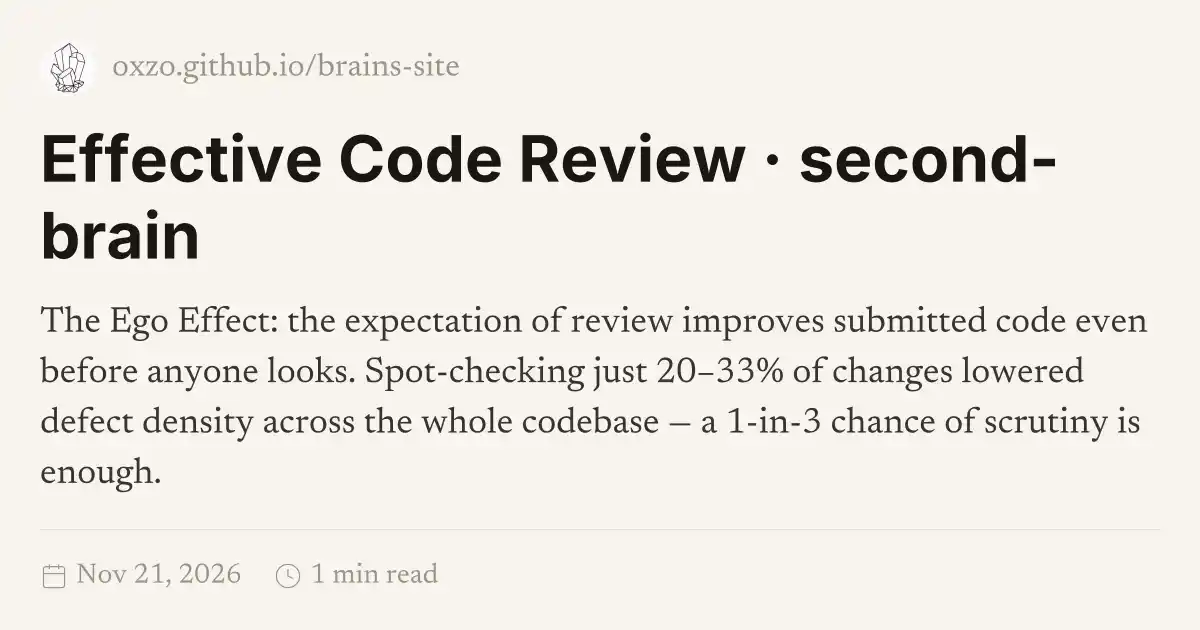 oxzo.github.io/brains-site
Effective Code Review · second-
brain
The Ego Effect: the expectation of review improves submitted code even
before anyone looks. Spot-checking just 20–33% of changes lowered
defect density across the whole codebase — a 1-in-3 chance of scrutiny is
enough.
Nov 21, 2026 1 min read